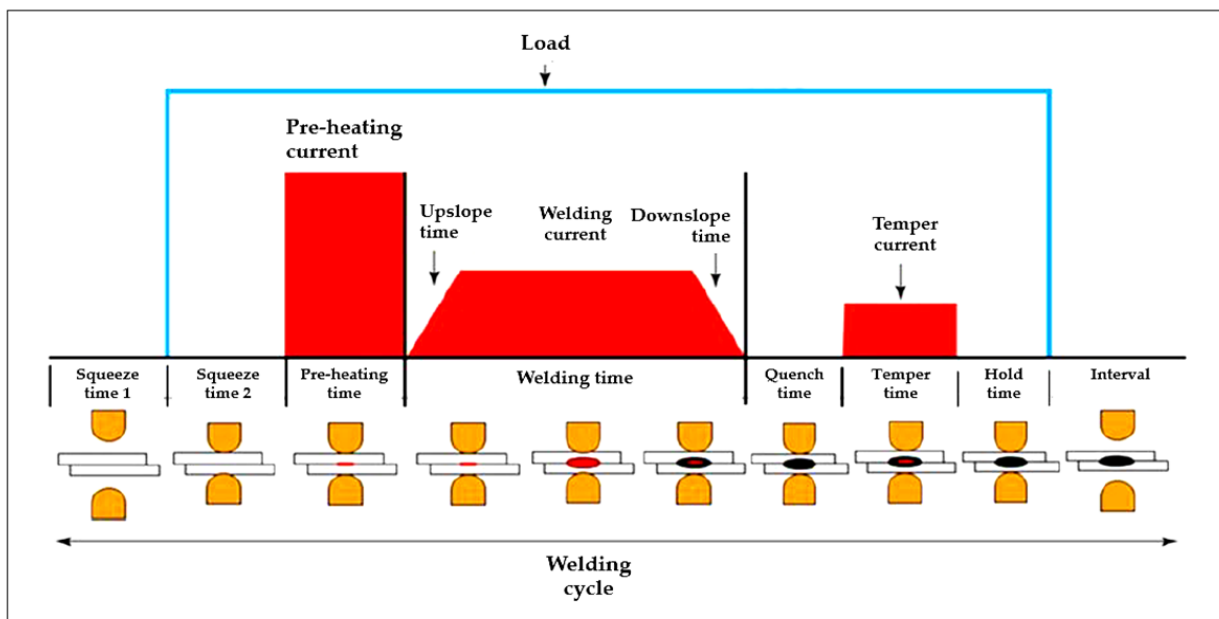 Load
Pre-heating
current
Upslope
time
Welding
current
Downslope
time
Temper
current
Squeeze
time 1
Squeeze
time 2
Pre-heating
time
Welding time
Quench
time
Temper
time
Hold
time
Interval
Welding
cycle